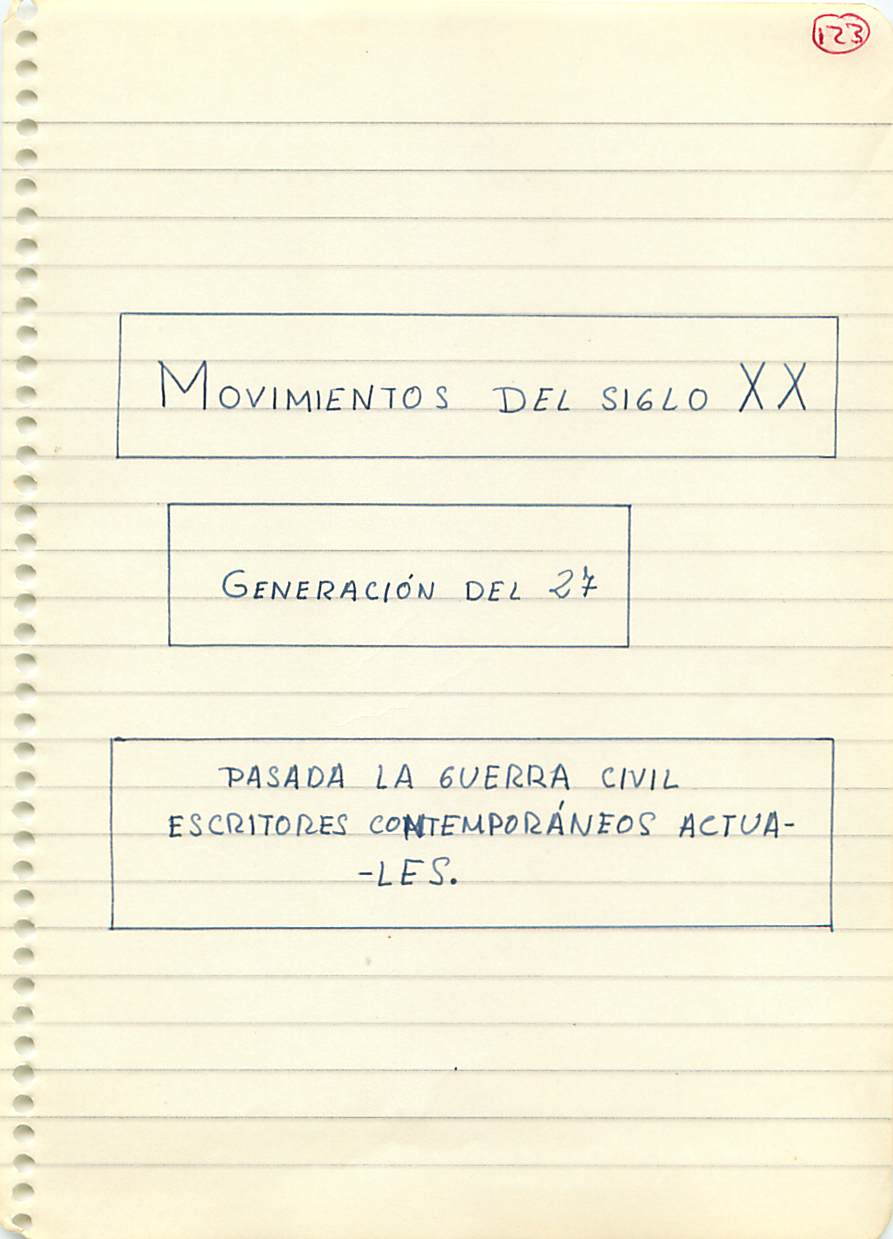 123
MOVIMIENTOS DEL SIGLO XX
GENERACIÓN DEL 27
PASADA LA GUERRA CIVIL
ESCRITORES CONTEMPORÁNEOS ACTUA-
-LES.